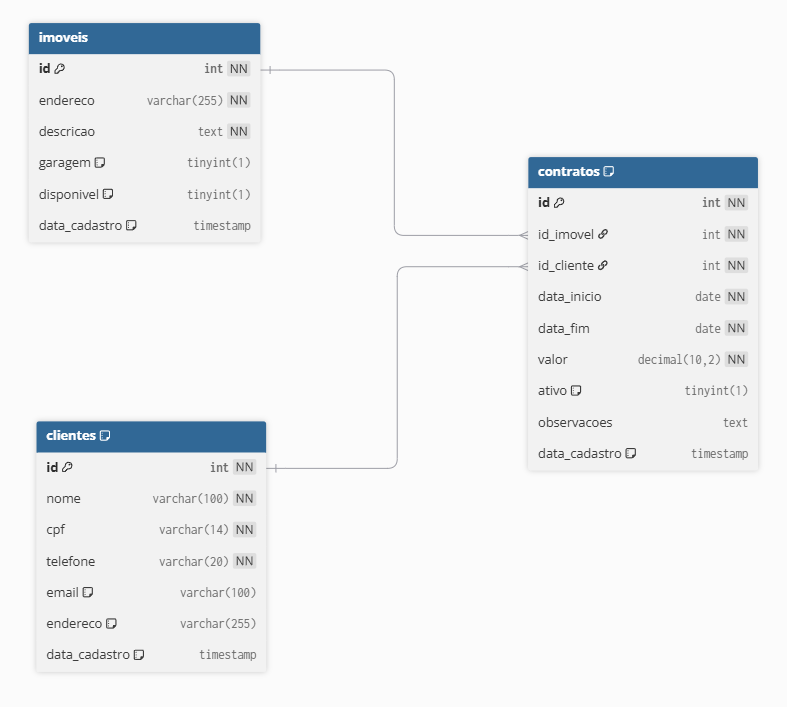 imoveis
id int NN
endereco varchar(255) NN
descricao text NN
garagem tinyint(1)
disponivel tinyint(1)
data_cadastro timestamp
contratos
id int NN
id_imovel int NN
id_cliente int NN
data_inicio date NN
data_fim date NN
valor decimal(10,2) NN
ativo tinyint(1)
observacoes text
data_cadastro timestamp
clientes
id int NN
nome varchar(100) NN
cpf varchar(14) NN
telefone varchar(20) NN
email varchar(100)
endereco varchar(255)
data_cadastro timestamp